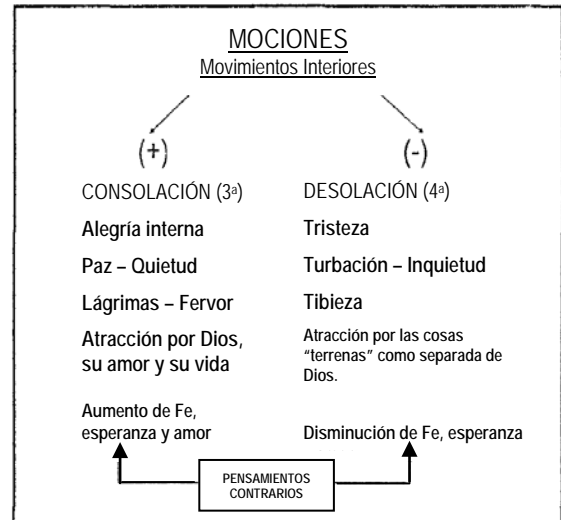 MOCIONES
Movimientos Interiores
(+)
(-)
CONSOLACIÓN (3ª)
Alegría interna
Paz – Quietud
Lágrimas – Fervor
Atracción por Dios,
su amor y su vida
Aumento de Fe,
esperanza y amor
DESOLACIÓN (4ª)
Tristeza
Turbación – Inquietud
Tibieza
Atracción por las cosas
“terrenas” como separada de
Dios.
Disminución de Fe, esperanza
PENSAMIENTOS
CONTRARIOS